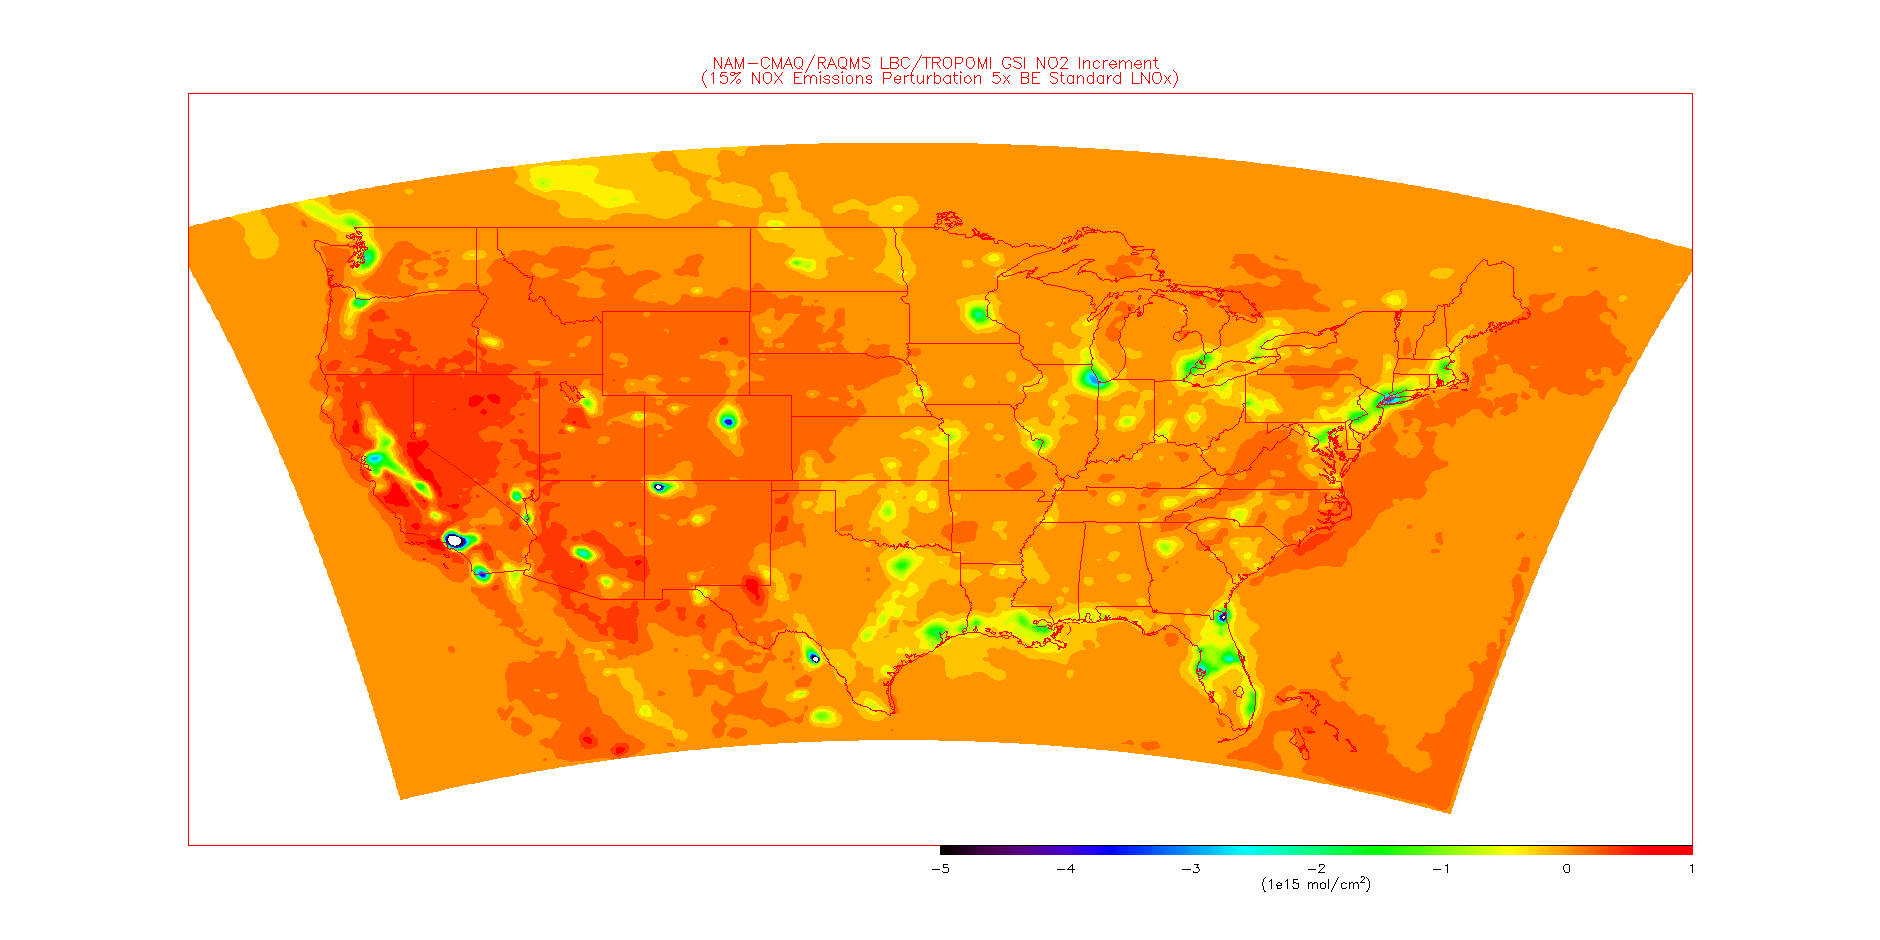 NAM-CMAQ/RAQMS LBC/TROPOMI GSI NO2 Increment
(15% NOX Emissions Perturbation 5x BE Standard LNOx)
-5 -4 -3 -2 -1 0 1
(1e15 mol/cm²)